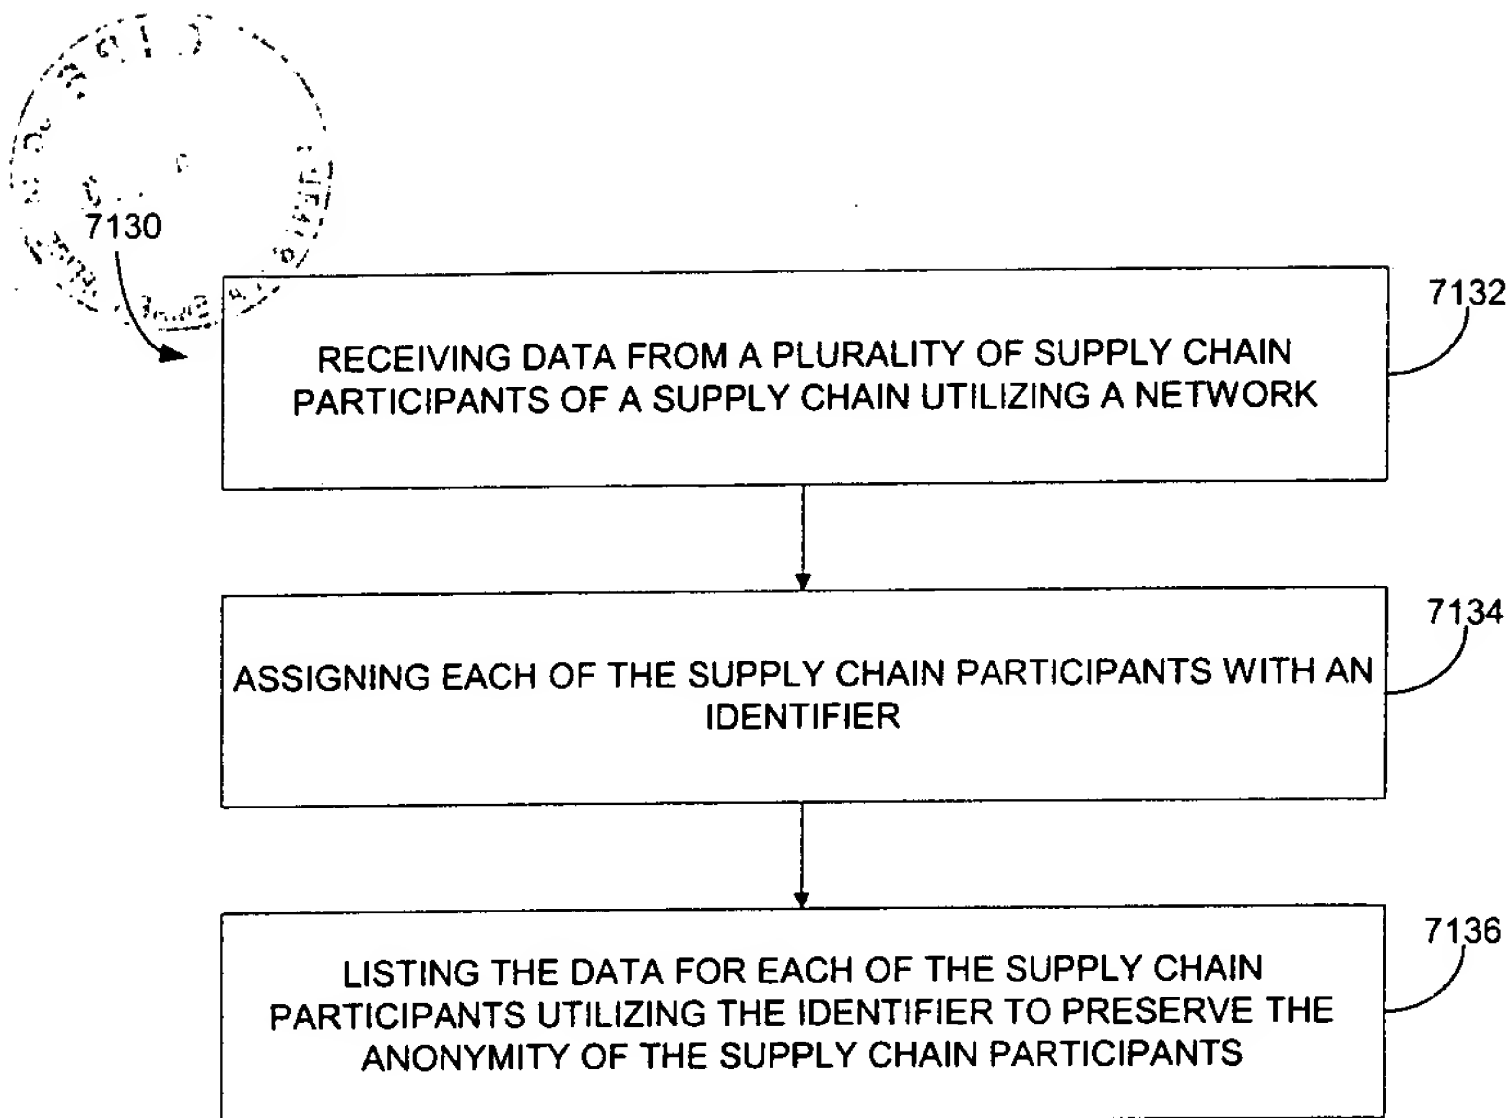 7130
7132
RECEIVING DATA FROM A PLURALITY OF SUPPLY CHAIN
PARTICIPANTS OF A SUPPLY CHAIN UTILIZING A NETWORK
7134
ASSIGNING EACH OF THE SUPPLY CHAIN PARTICIPANTS WITH AN
IDENTIFIER
7136
LISTING THE DATA FOR EACH OF THE SUPPLY CHAIN
PARTICIPANTS UTILIZING THE IDENTIFIER TO PRESERVE THE
ANONYMITY OF THE SUPPLY CHAIN PARTICIPANTS